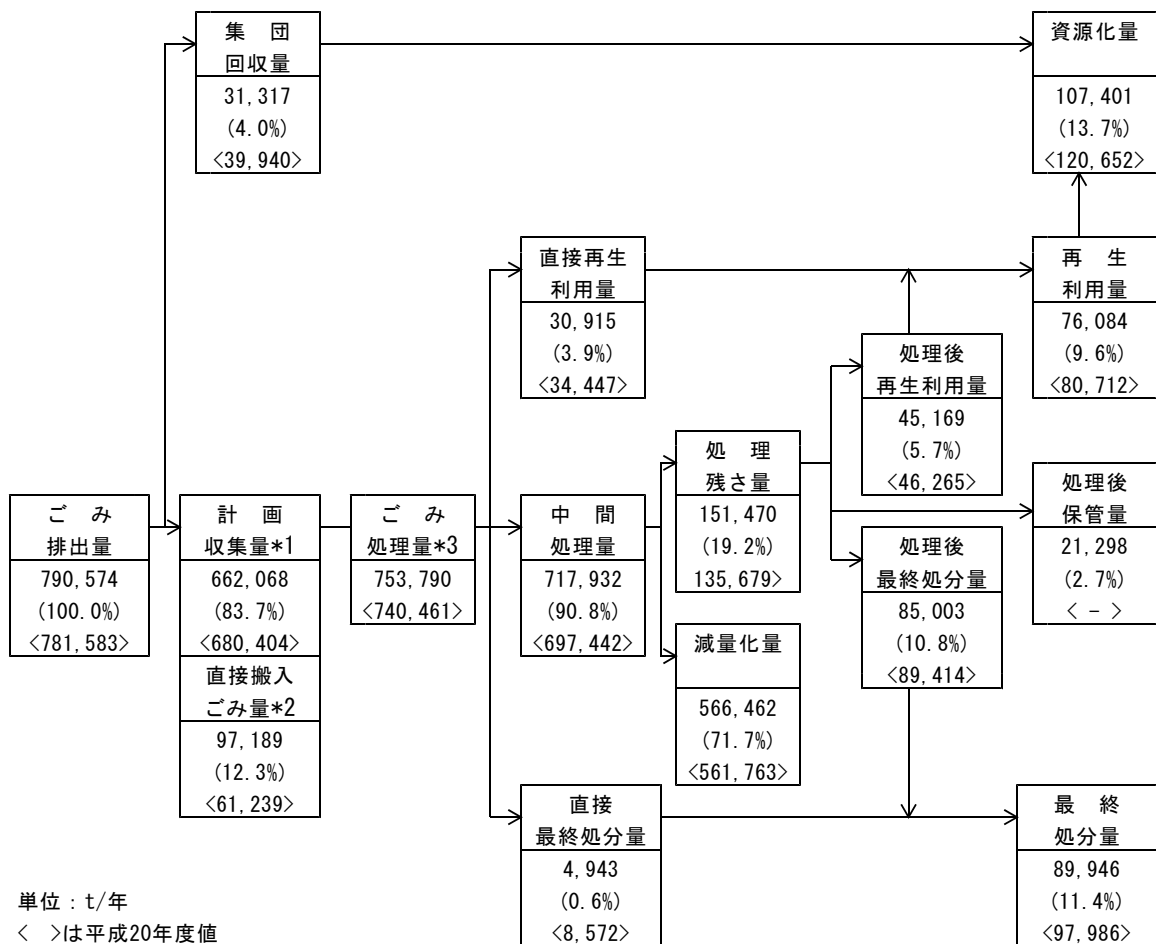 集　団
回収量
31,317
(4.0%)
<39,940>
資源化量
107,401
(13.7%)
<120,652>
直接再生
利用量
30,915
(3.9%)
<34,447>
再　生
利用量
76,084
(9.6%)
<80,712>
処理後
再生利用量
45,169
(5.7%)
<46,265>
処　理
残さ量
151,470
(19.2%)
135,679>
処理後
保管量
21,298
(2.7%)
< - >
ご　み
排出量
790,574
(100.0%)
<781,583>
計　画
収集量*1
662,068
(83.7%)
<680,404>
直接搬入
ごみ量*2
97,189
(12.3%)
<61,239>
ご　み
処理量*3
753,790
<740,461>
中　間
処理量
717,932
(90.8%)
<697,442>
処理後
最終処分量
85,003
(10.8%)
<89,414>
減量化量
566,462
(71.7%)
<561,763>
直接
最終処分量
4,943
(0.6%)
<8,572>
最　終
処分量
89,946
(11.4%)
<97,986>
単位：t/年
<　>は平成20年度値